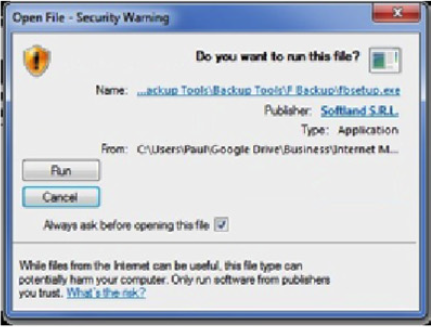 Open File - Security Warning
Do you want to run this file?
Name: ...ackup Tools\Backup Tools\F Backup\fbsetup.exe
Publisher: Softland S.R.L.
Type: Application
From: C:\Users\Paul\Google Drive\Business\Internet M...
Run
Cancel
Always ask before opening this file
While files from the Internet can be useful, this file type can
potentially harm your computer. Only run software from publishers
you trust. What's the risk?